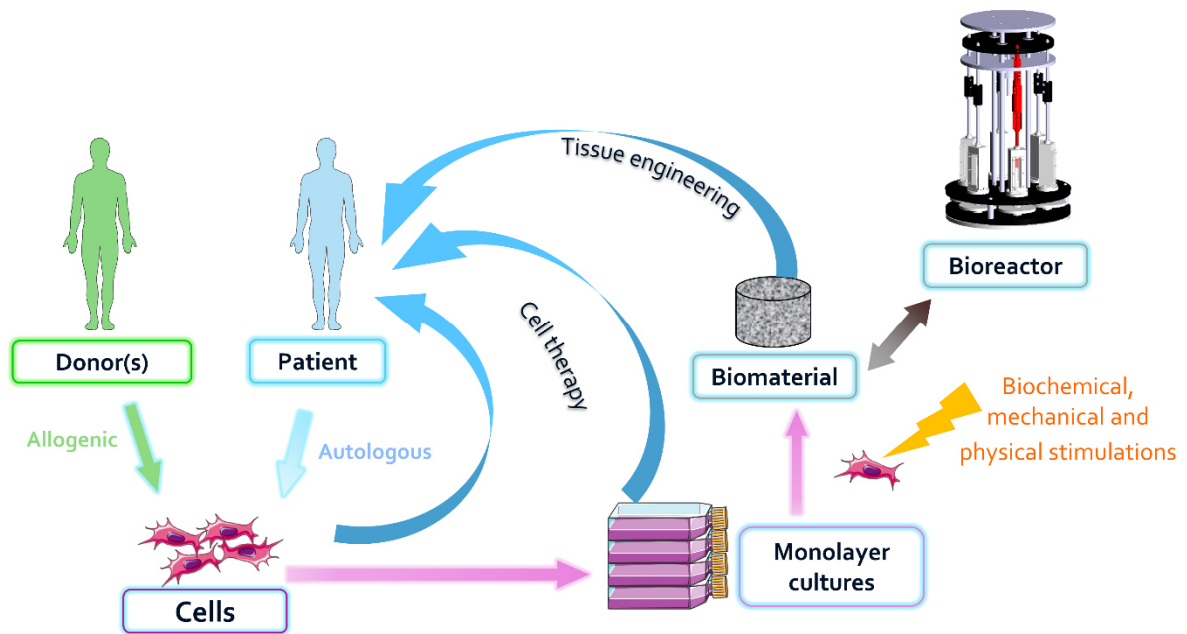 Tissue engineering
Cell therapy
Bioreactor
Donor(s)
Patient
Biomaterial
Allogenic
Autologous
Biochemical,
mechanical and
physical stimulations
Monolayer
cultures
Cells